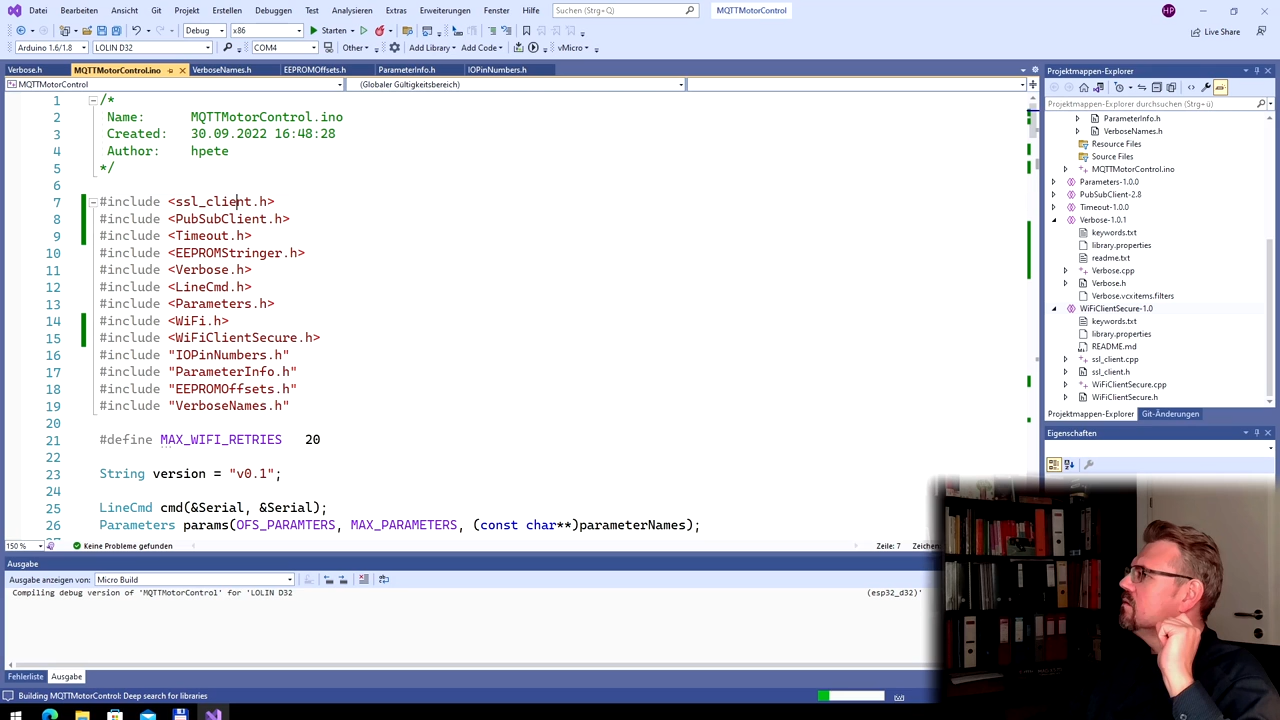 Datei Bearbeiten Ansicht Git Projekt Erstellen Debuggen Test Analysieren Extras Erweiterungen Fenster Hilfe Suchen (Strg+Q) MQTTMotorControl HP
Debug x86 Starten Live Share
Arduino 1.6/1.8 LOLIN D32 COM4 Other Add Library Add Code vMicro
Verbose.h MQTTMotorControl.ino VerboseNames.h EEPROMOffsets.h ParameterInfo.h IOPinNumbers.h
MQTTMotorControl (Globaler Gültigkeitsbereich)
1 /*
2 Name: MQTTMotorControl.ino
3 Created: 30.09.2022 16:48:28
4 Author: hpete
5 */
6
7 #include <ssl_client.h>
8 #include <PubSubClient.h>
9 #include <Timeout.h>
10 #include <EEPROMStringer.h>
11 #include <Verbose.h>
12 #include <LineCmd.h>
13 #include <Parameters.h>
14 #include <WiFi.h>
15 #include <WiFiClientSecure.h>
16 #include "IOPinNumbers.h"
17 #include "ParameterInfo.h"
18 #include "EEPROMOffsets.h"
19 #include "VerboseNames.h"
20
21 #define MAX_WIFI_RETRIES 20
22
23 String version = "v0.1";
24
25 LineCmd cmd(&Serial, &Serial);
26 Parameters params(OFS_PARAMTERS, MAX_PARAMETERS, (const char**)parameterNames);
150 % Keine Probleme gefunden Zeile: 7 Zeichen:
Ausgabe
Ausgabe anzeigen von: Micro Build
Compiling debug version of 'MQTTMotorControl' for 'LOLIN D32 (esp32_d32)'
Fehlerliste Ausgabe
Building MQTTMotorControl: Deep search for libraries
Projektmappen-Explorer
Projektmappen-Explorer durchsuchen (Strg+ü)
ParameterInfo.h
VerboseNames.h
Resource Files
Source Files
MQTTMotorControl.ino
Parameters-1.0.0
PubSubClient-2.8
Timeout-1.0.0
Verbose-1.0.1
keywords.txt
library.properties
readme.txt
Verbose.cpp
Verbose.h
Verbose.vcxitems.filters
WiFiClientSecure-1.0
keywords.txt
library.properties
README.md
ssl_client.cpp
ssl_client.h
WiFiClientSecure.cpp
WiFiClientSecure.h
Projektmappen-Explorer Git-Änderungen
Eigenschaften